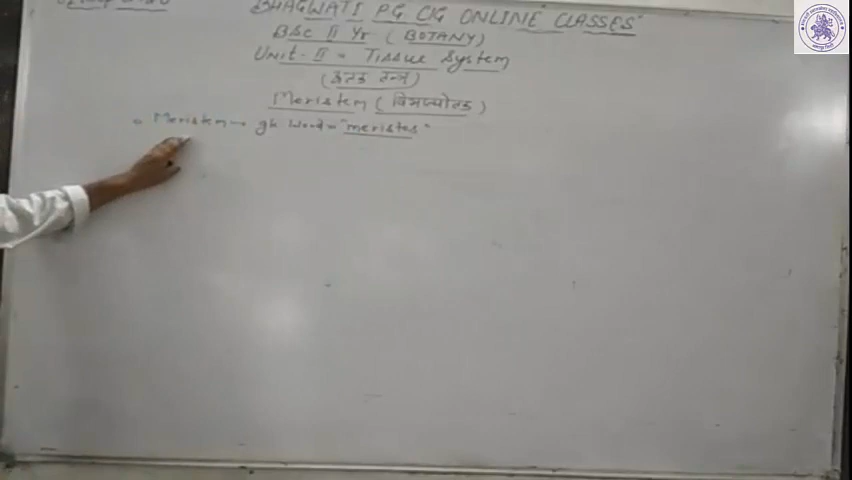 BHAGWATI PG ClG ONLINE CLASSES
BSc II Yr ( BOTANY)
Unit-II = Tissue System
(ऊतक तन्त्र)
Meristem ( विभज्योतक )
Meristem → gk word = "meristos"